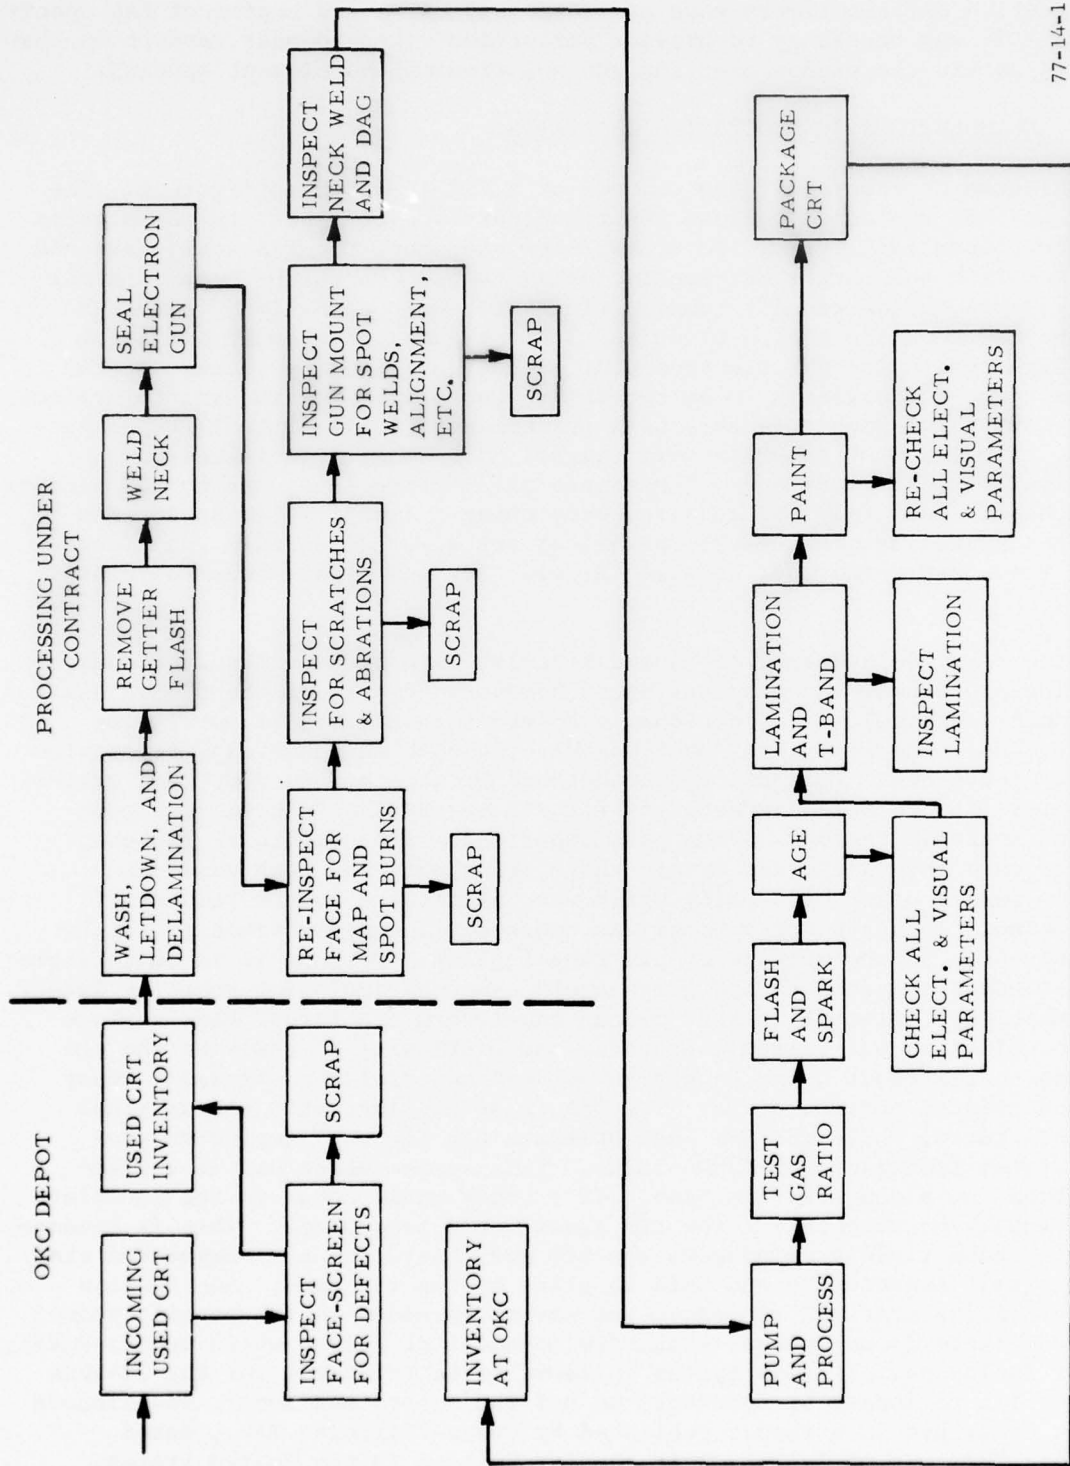 OKC DEPOT
PROCESSING UNDER
CONTRACT
INCOMING
USED CRT
USED CRT
INVENTORY
WASH,
LETDOWN, AND
DELAMINATION
REMOVE
GETTER
FLASH
WELD
NECK
SEAL
ELECTRON
GUN
INSPECT
FACE-SCREEN
FOR DEFECTS
SCRAP
RE-INSPECT
FACE FOR
MAP AND
SPOT BURNS
SCRAP
INSPECT
FOR SCRATCHES
& ABRATIONS
SCRAP
INSPECT
GUN MOUNT
FOR SPOT
WELDS,
ALIGNMENT,
ETC.
SCRAP
INSPECT
NECK WELD
AND DAG
INVENTORY
AT OKC
PUMP
AND
PROCESS
TEST
GAS
RATIO
FLASH
AND
SPARK
AGE
CHECK ALL
ELECT. & VISUAL
PARAMETERS
LAMINATION
AND
T-BAND
INSPECT
LAMINATION
PAINT
RE-CHECK
ALL ELECT.
& VISUAL
PARAMETERS
PACKAGE
CRT
77-14-1